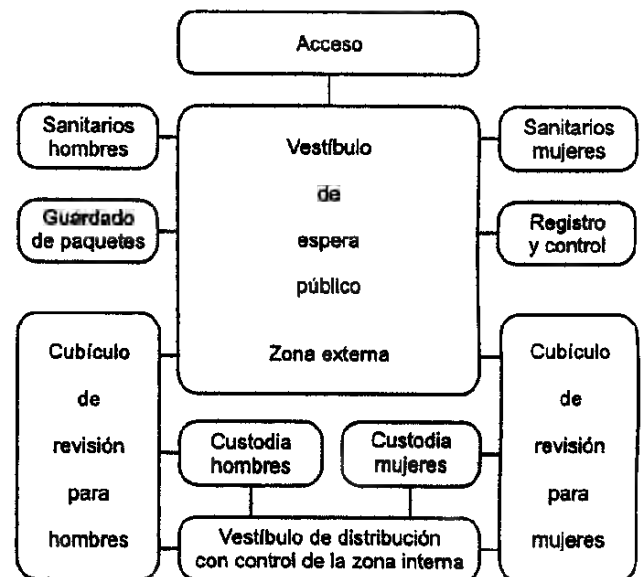 Acceso
Sanitarios
hombres
Vestíbulo
de
espera
público
Zona externa
Sanitarios
mujeres
Guardado
de paquetes
Registro
y control
Cubículo
de
revisión
para
hombres
Custodia
hombres
Custodia
mujeres
Cubículo
de
revisión
para
mujeres
Vestíbulo de distribución
con control de la zona interna